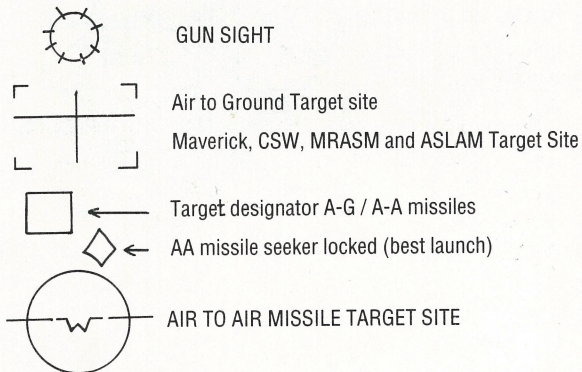 GUN SIGHT
Air to Ground Target site
Maverick, CSW, MRASM and ASLAM Target Site
Target designator A-G / A-A missiles
AA missile seeker locked (best launch)
AIR TO AIR MISSILE TARGET SITE